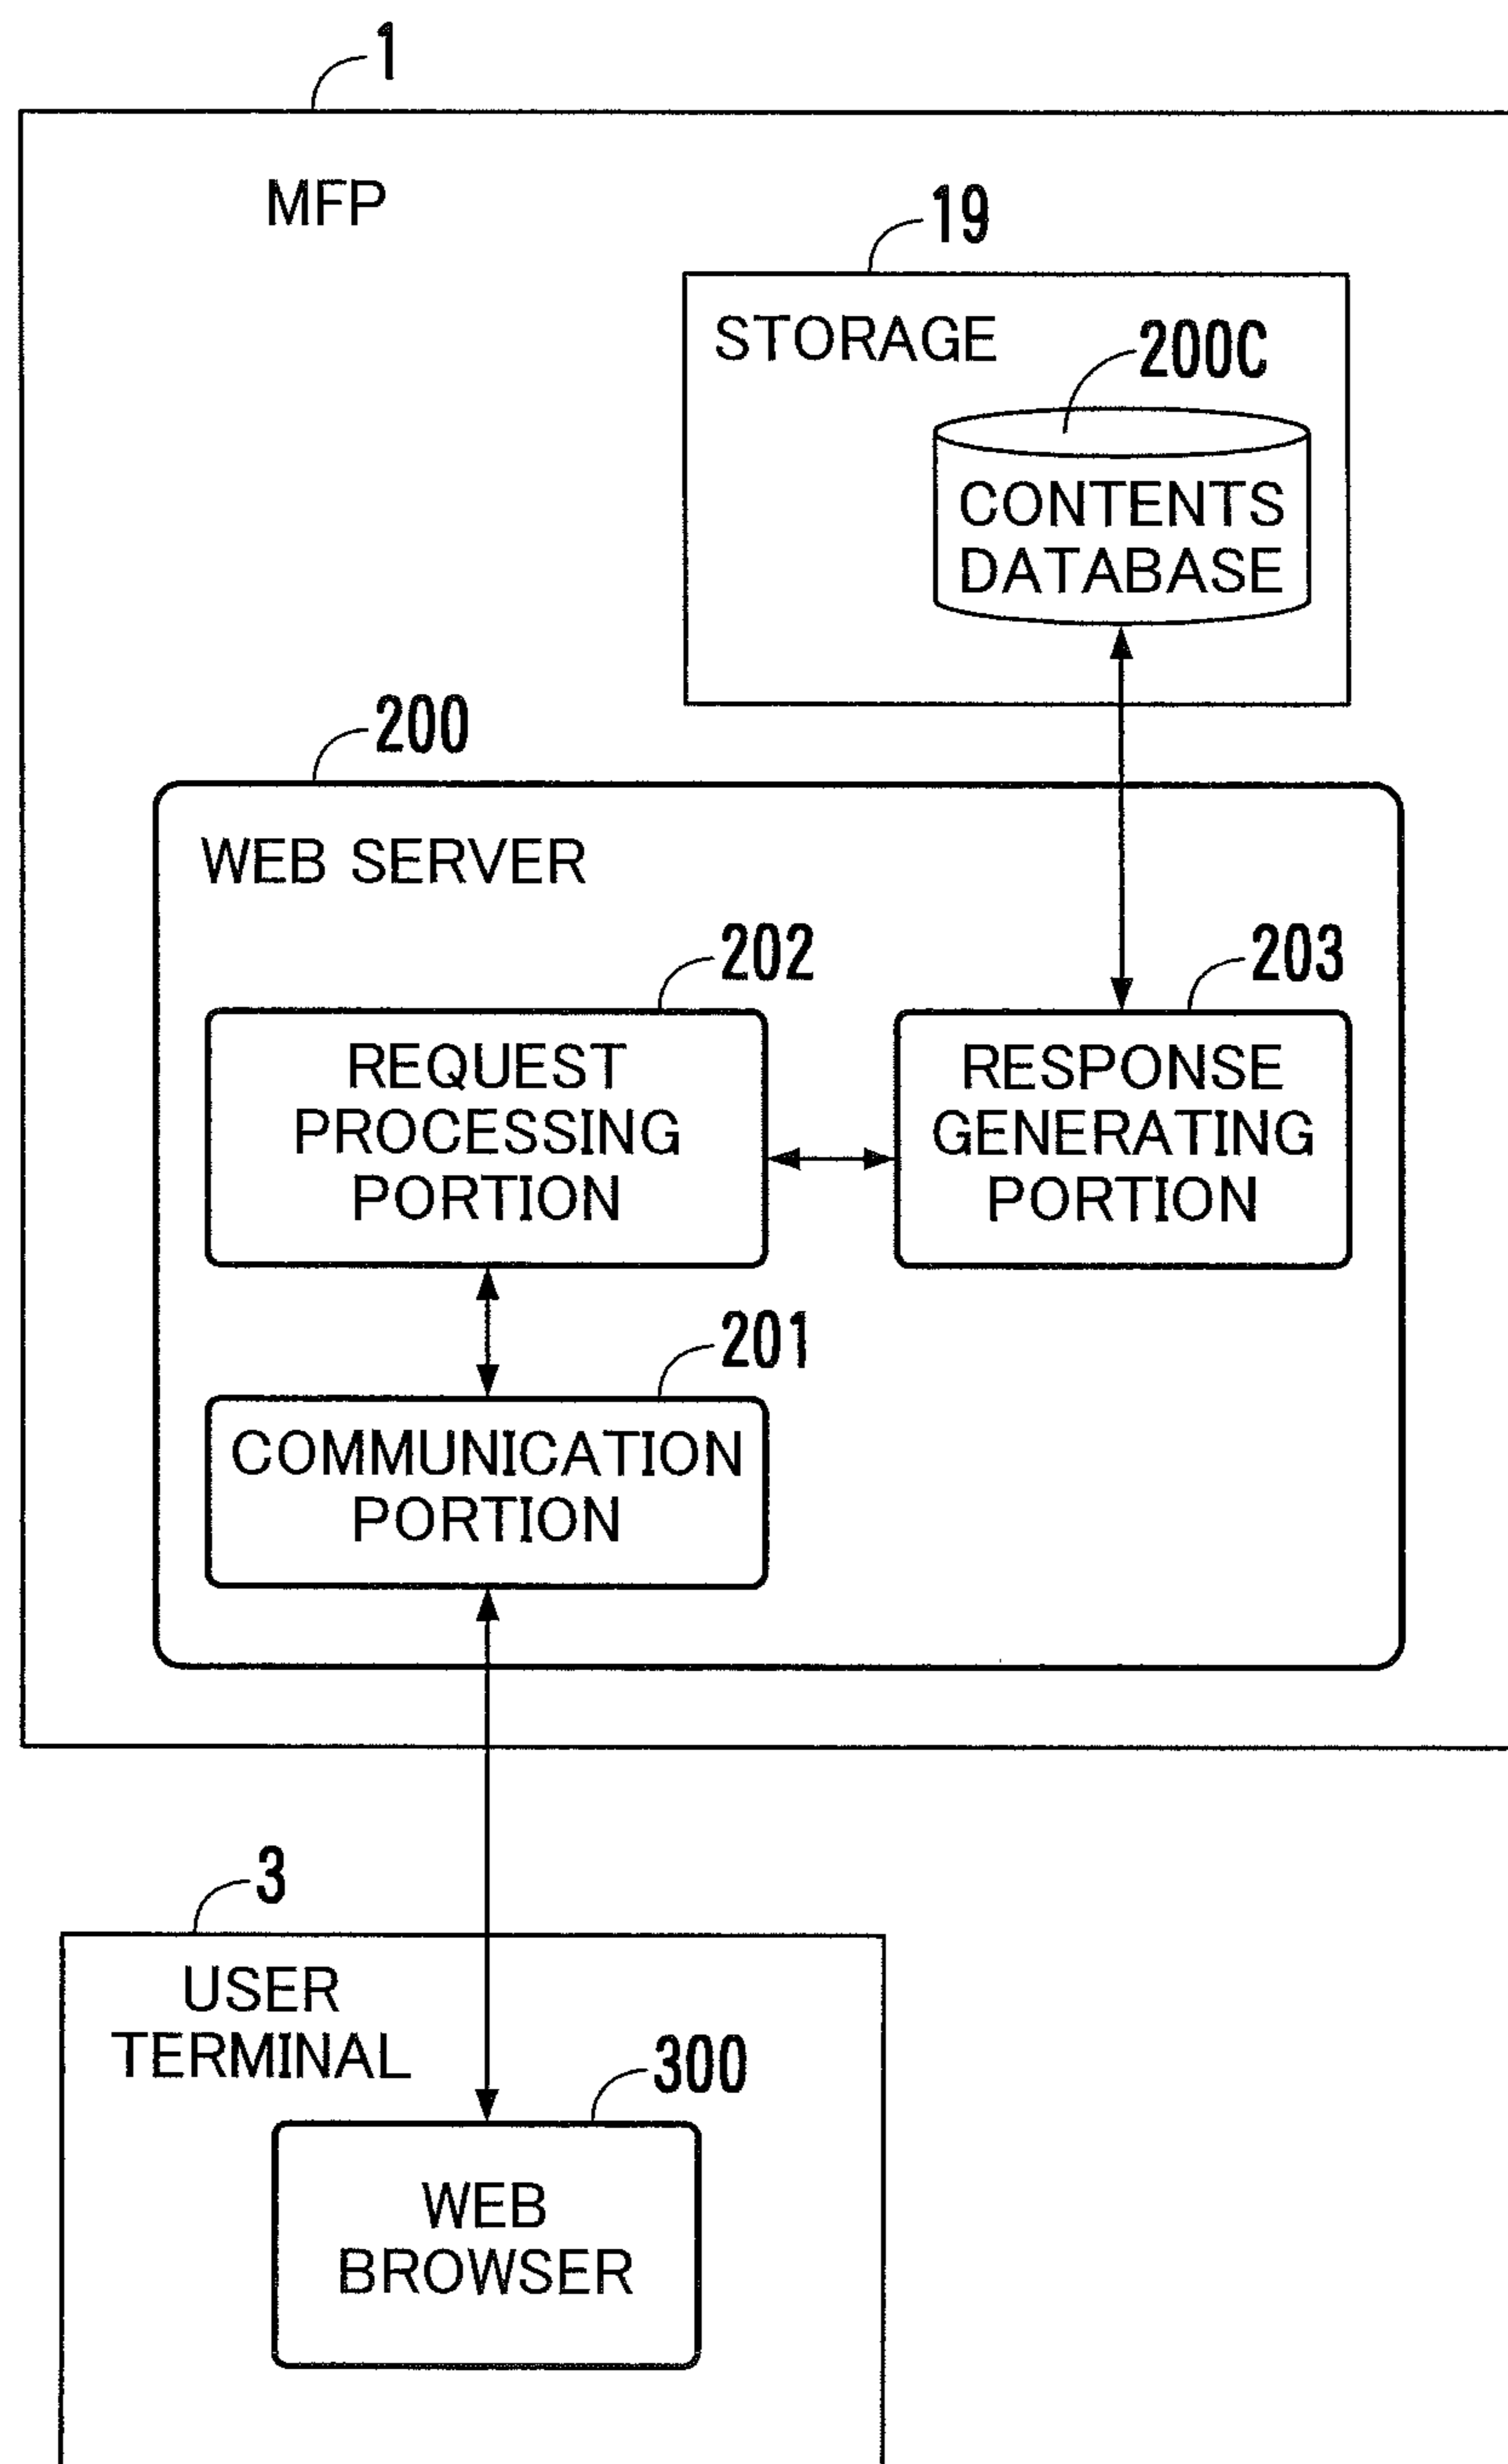 1
MFP
19
STORAGE
200C
CONTENTS
DATABASE
200
WEB SERVER
202
REQUEST
PROCESSING
PORTION
203
RESPONSE
GENERATING
PORTION
201
COMMUNICATION
PORTION
3
USER
TERMINAL
300
WEB
BROWSER